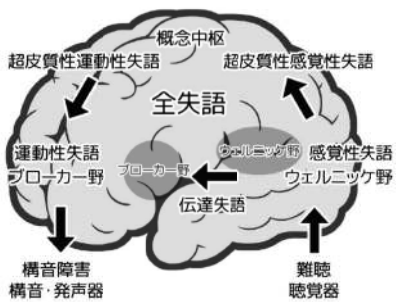 概念中枢
超皮質性運動性失語
超皮質性感覚性失語
全失語
運動性失語
ブローカー野
ブローカー野
ウェルニッケ野
感覚性失語
ウェルニッケ野
伝達失語
構音障害
構音・発声器
難聴
聴覚器